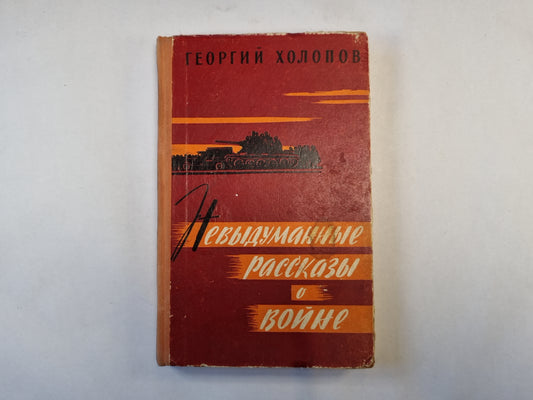 ГЕОРГИЙ ХОЛОПОВ
Невыдуманные
рассказы
о
войне